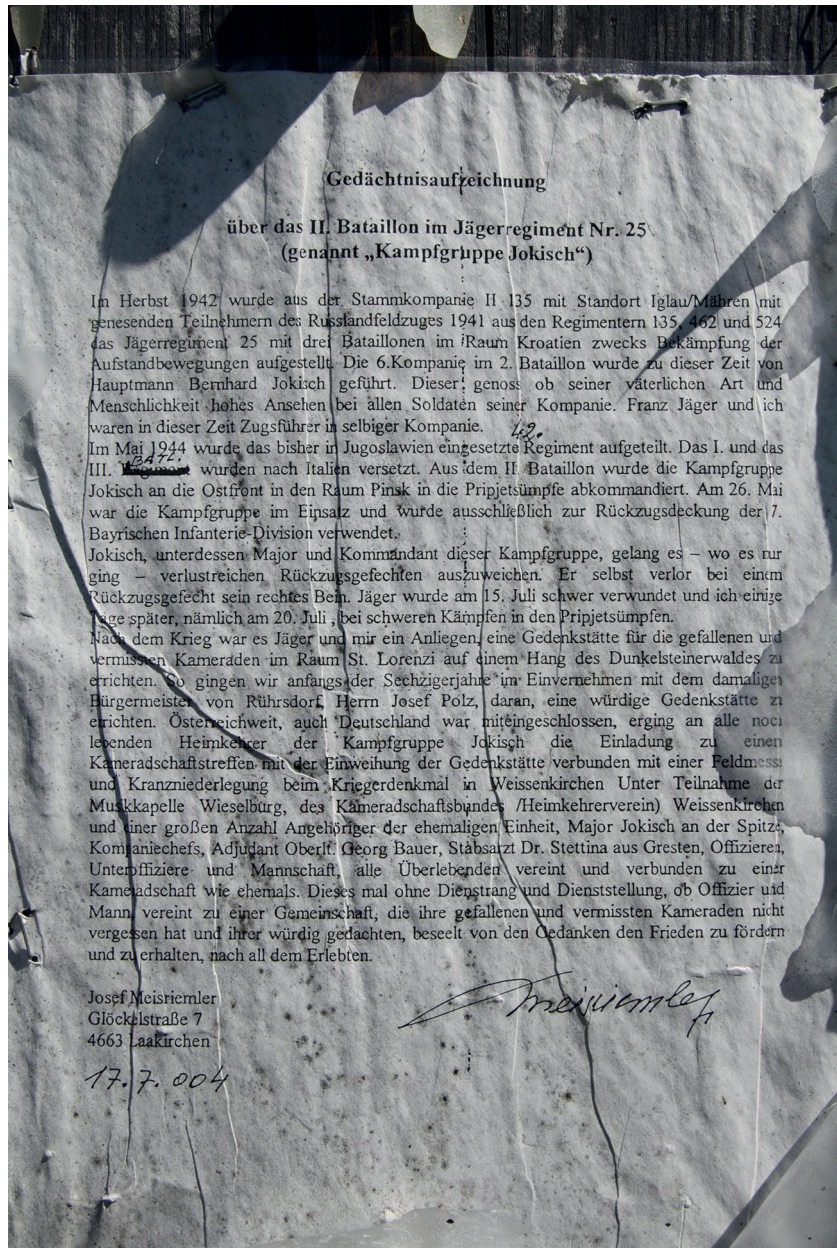 Gedächtnisaufzeichnung
über das II. Bataillon im Jägerregiment Nr. 25
(genannt „Kampfgruppe Jokisch“)
Im Herbst 1942 wurde aus der Stammkompanie II 135 mit Standort Iglau/Mähren mit
genesenden Teilnehmern des Russlandfeldzuges 1941 aus den Regimentern 135, 462 und 524
das Jägerregiment 25 mit drei Bataillonen im Raum Kroatien zwecks Bekämpfung der
Aufstandbewegungen aufgestellt. Die 6.Kompanie im 2. Bataillon wurde zu dieser Zeit von
Hauptmann Bernhard Jokisch geführt. Dieser genoss ob seiner väterlichen Art und
Menschlichkeit hohes Ansehen bei allen Soldaten seiner Kompanie. Franz Jäger und ich
waren in dieser Zeit Zugsführer in selbiger Kompanie.
42.
Im Mai 1944 wurde das bisher in Jugoslawien eingesetzte Regiment aufgeteilt. Das I. und das
BATL.
III. wurden nach Italien versetzt. Aus dem II. Bataillon wurde die Kampfgruppe
Jokisch an die Ostfront in den Raum Pinsk in die Pripjetsümpfe abkommandiert. Am 26. Mai
war die Kampfgruppe im Einsatz und wurde ausschließlich zur Rückzugsdeckung der 7.
Bayrischen Infanterie-Division verwendet.
Jokisch, unterdessen Major und Kommandant dieser Kampfgruppe, gelang es – wo es nur
ging – verlustreichen Rückzugsgefechten auszuweichen. Er selbst verlor bei einem
Rückzugsgefecht sein rechtes Bein. Jäger wurde am 15. Juli schwer verwundet und ich einige
Tage später, nämlich am 20. Juli , bei schweren Kämpfen in den Pripjetsümpfen.
Nach dem Krieg war es Jäger und mir ein Anliegen, eine Gedenkstätte für die gefallenen und
vermissten Kameraden im Raum St. Lorenzi auf einem Hang des Dunkelsteinerwaldes zu
errichten. So gingen wir anfangs der Sechzigerjahre im Einvernehmen mit dem damaligen
Bürgermeister von Rührsdorf, Herrn Josef Polz, daran, eine würdige Gedenkstätte zu
errichten. Österreichweit, auch Deutschland war miteingeschlossen, erging an alle noch
lebenden Heimkehrer der Kampfgruppe Jokisch die Einladung zu einen
Kameradschaftstreffen mit der Einweihung der Gedenkstätte verbunden mit einer Feldmesse
und Kranzniederlegung beim Kriegerdenkmal in Weissenkirchen Unter Teilnahme der
Musikkapelle Wieselburg, des Kameradschaftsbundes /Heimkehrerverein) Weissenkirchen
und einer großen Anzahl Angehöriger der ehemaligen Einheit, Major Jokisch an der Spitze,
Kompaniechefs, Adjudant Oberlt. Georg Bauer, Stabsarzt Dr. Stettina aus Gresten, Offizieren,
Unteroffiziere und Mannschaft, alle Überlebenden vereint und verbunden zu einer
Kameradschaft wie ehemals. Dieses mal ohne Dienstrang und Dienststellung, ob Offizier und
Mann, vereint zu einer Gemeinschaft, die ihre gefallenen und vermissten Kameraden nicht
vergessen hat und ihrer würdig gedachten, beseelt von den Gedanken den Frieden zu fördern
und zu erhalten, nach all dem Erlebten.
Josef Meisriemler
Meisriemler
Glöckelstraße 7
4663 Laakirchen
17.7.004